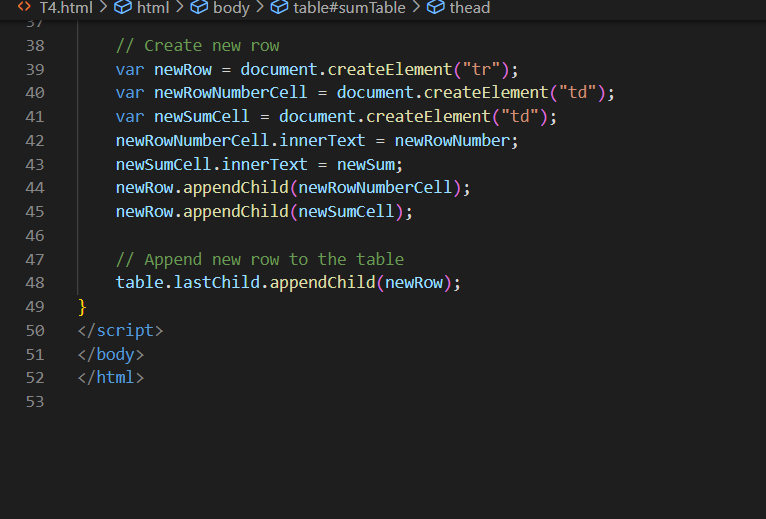 T4.html > html > body > table#sumTable > thead
37
38 // Create new row
39 var newRow = document.createElement("tr");
40 var newRowNumberCell = document.createElement("td");
41 var newSumCell = document.createElement("td");
42 newRowNumberCell.innerText = newRowNumber;
43 newSumCell.innerText = newSum;
44 newRow.appendChild(newRowNumberCell);
45 newRow.appendChild(newSumCell);
46
47 // Append new row to the table
48 table.lastChild.appendChild(newRow);
49 }
50 </script>
51 </body>
52 </html>
53